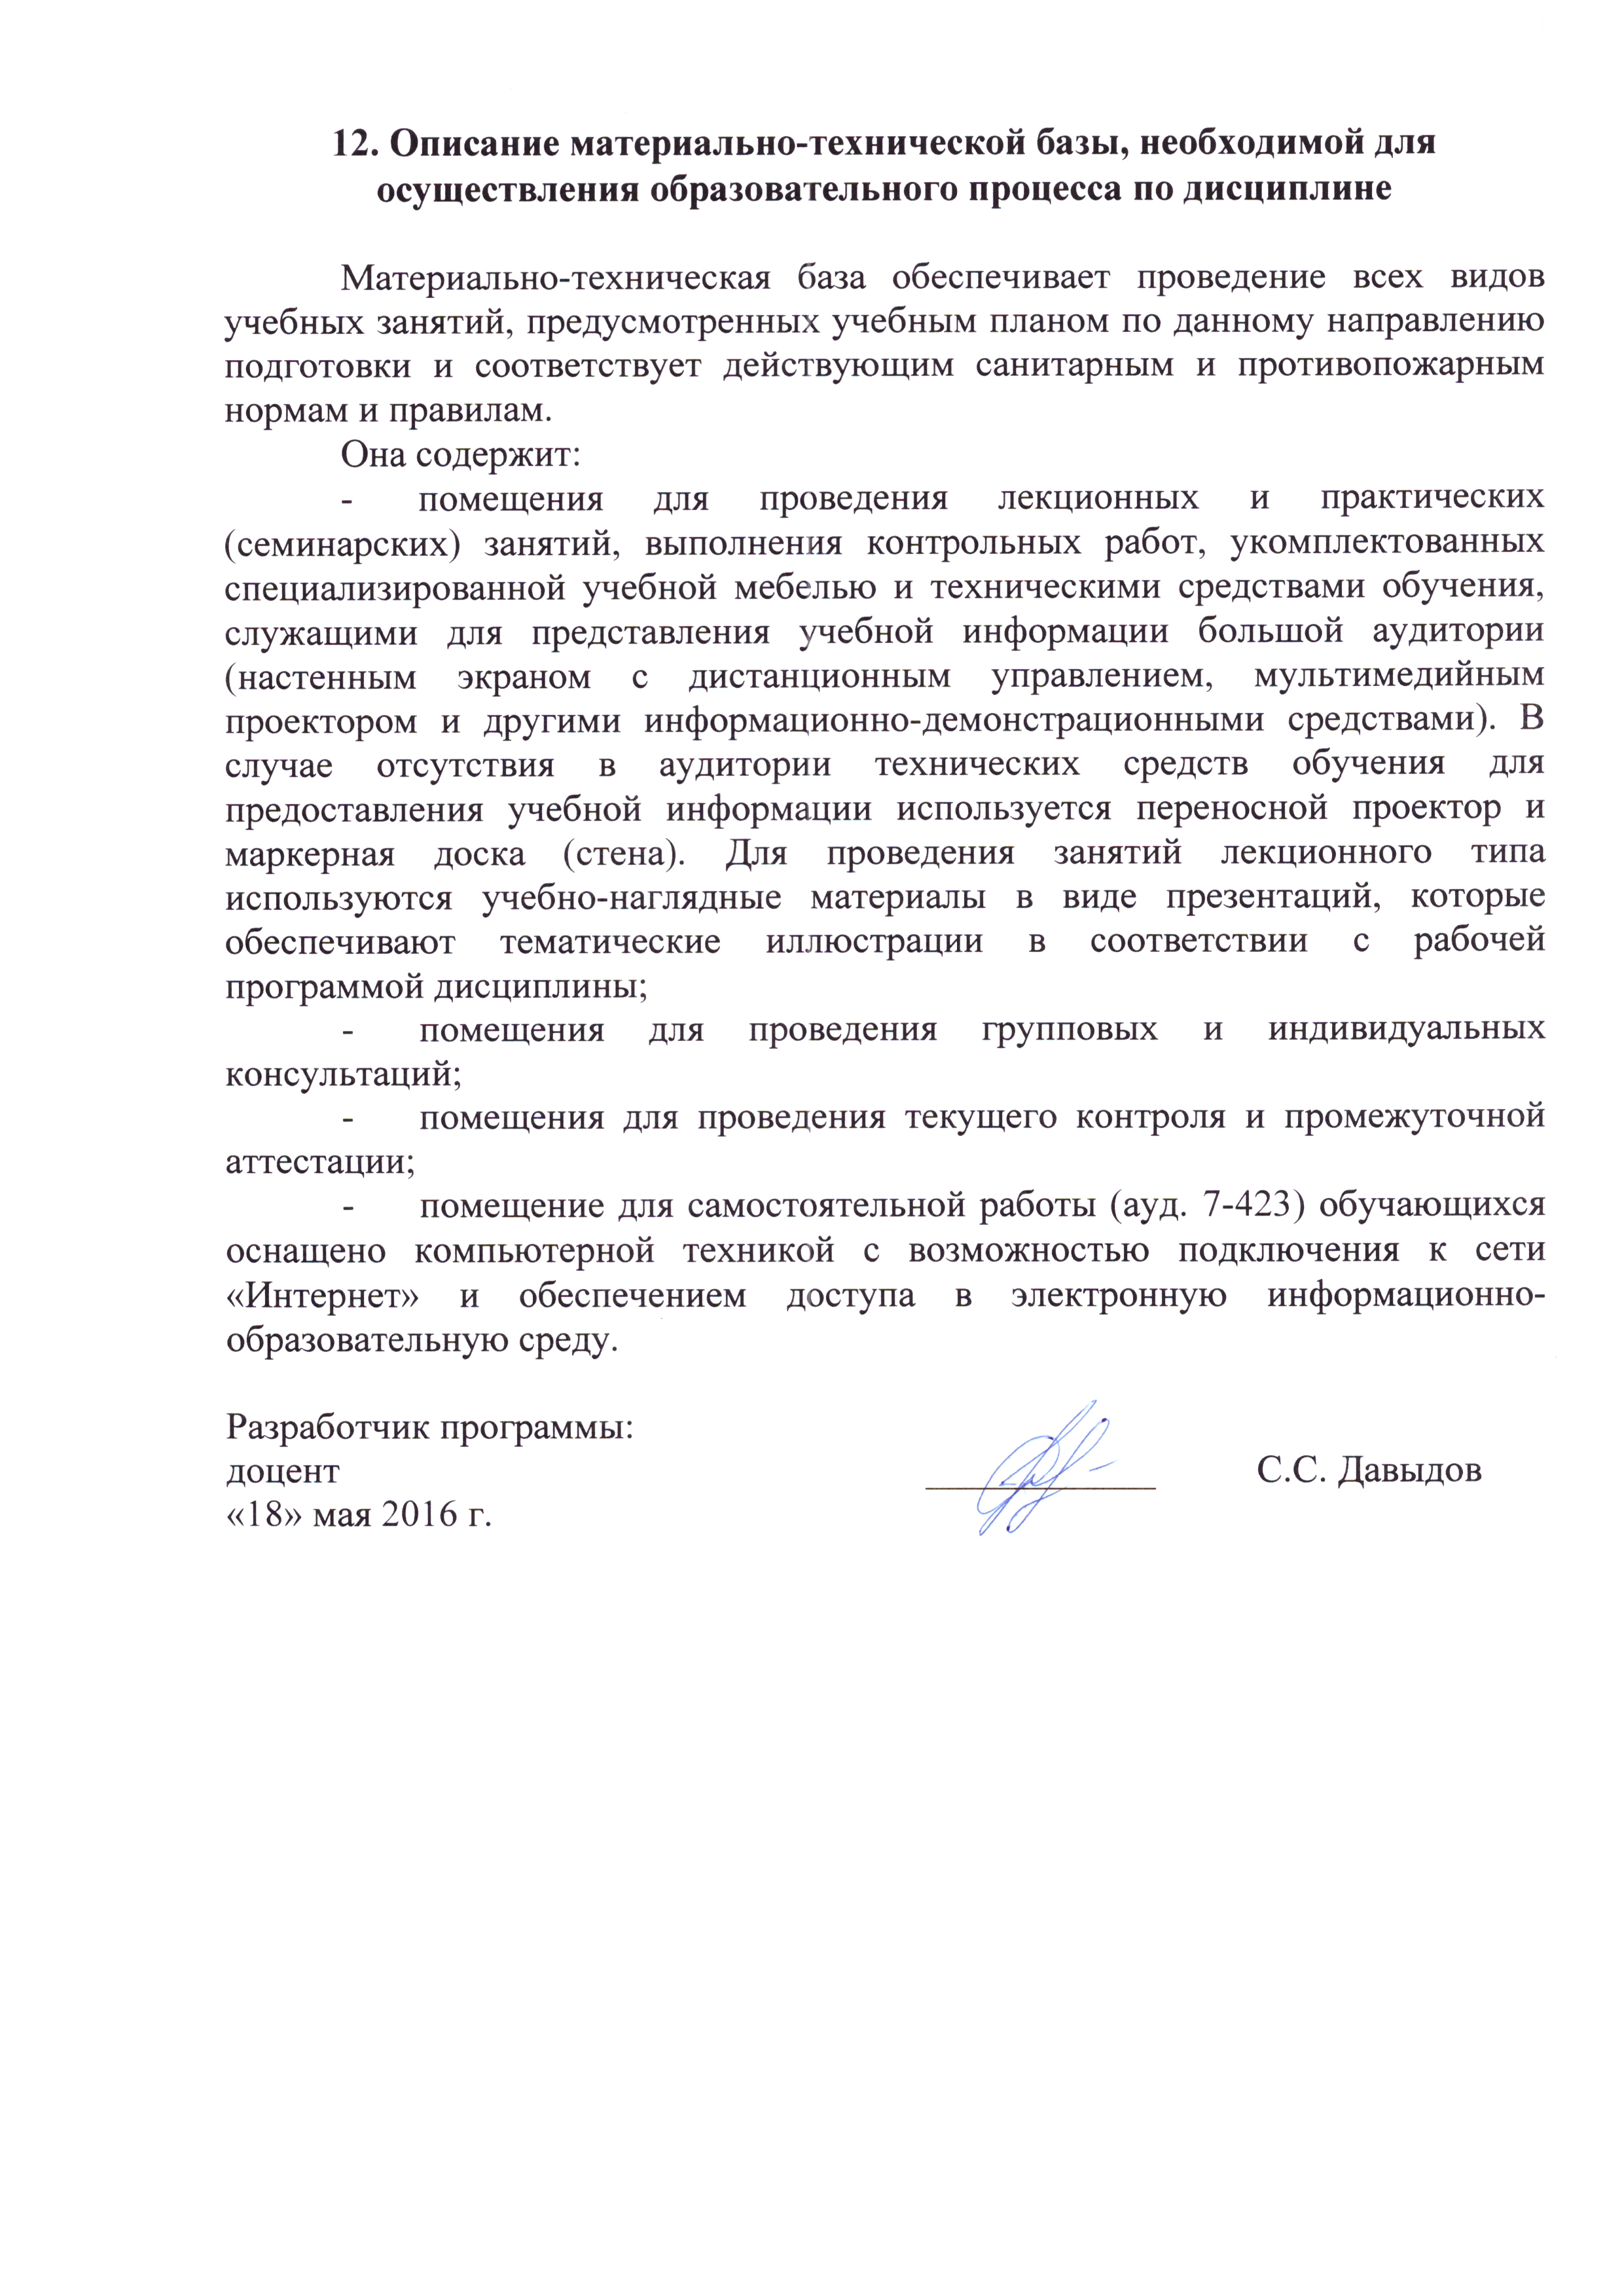 12. Описание материально-технической базы, необходимой для
осуществления образовательного процесса по дисциплине
Материально-техническая база обеспечивает проведение всех видов
учебных занятий, предусмотренных учебным планом по данному направлению
подготовки и соответствует действующим санитарным и противопожарным
нормам и правилам.
Она содержит:
- помещения для проведения лекционных и практических
(семинарских) занятий, выполнения контрольных работ, укомплектованных
специализированной учебной мебелью и техническими средствами обучения,
служащими для представления учебной информации большой аудитории
(настенным экраном с дистанционным управлением, мультимедийным
проектором и другими информационно-демонстрационными средствами). В
случае отсутствия в аудитории технических средств обучения для
предоставления учебной информации используется переносной проектор и
маркерная доска (стена). Для проведения занятий лекционного типа
используются учебно-наглядные материалы в виде презентаций, которые
обеспечивают тематические иллюстрации в соответствии с рабочей
программой дисциплины;
- помещения для проведения групповых и индивидуальных
консультаций;
- помещения для проведения текущего контроля и промежуточной
аттестации;
- помещение для самостоятельной работы (ауд. 7-423) обучающихся
оснащено компьютерной техникой с возможностью подключения к сети
«Интернет» и обеспечением доступа в электронную информационно-
образовательную среду.
Разработчик программы:
доцент С.С. Давыдов
«18» мая 2016 г.